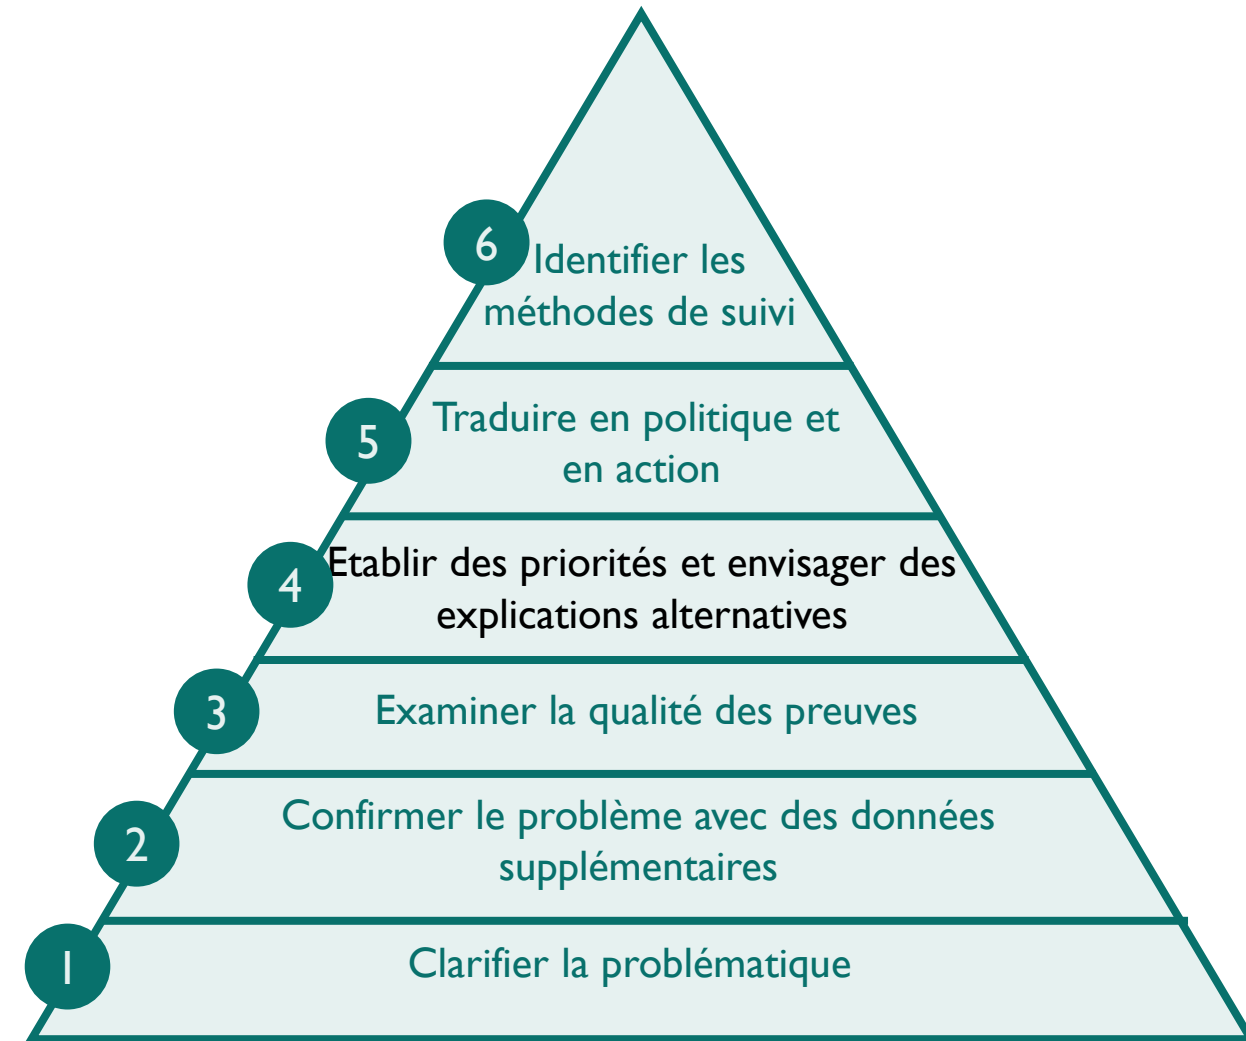 6
Identifier les
méthodes de suivi
5
Traduire en politique et
en action
4
Etablir des priorités et envisager des
explications alternatives
3
Examiner la qualité des preuves
2
Confirmer le problème avec des données
supplémentaires
1
Clarifier la problématique